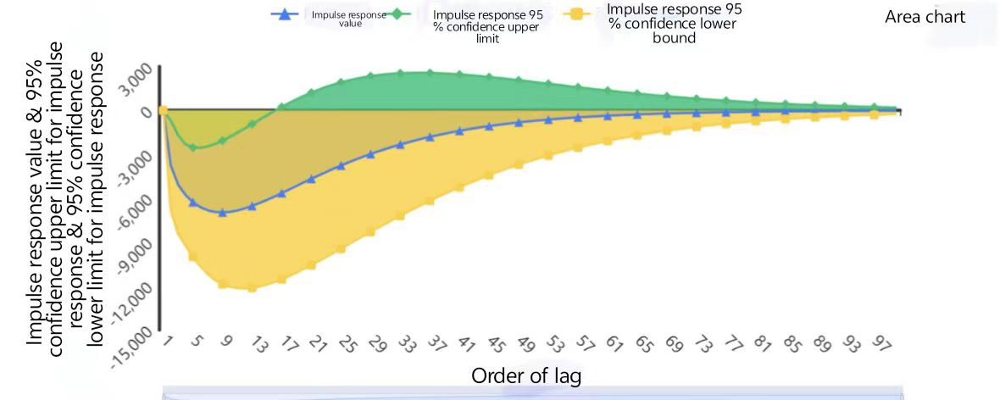 Impulse response
value
Impulse response 95
% confidence upper
limit
Impulse response 95
% confidence lower
bound
Area chart
Impulse response value & 95%
confidence upper limit for impulse
response & 95% confidence
lower limit for impulse response
3,000
0
-3,000
-6,000
-9,000
-12,000
-15,000
1 5 9 13 17 21 25 29 33 37 41 45 49 53 57 61 65 69 73 77 81 85 89 93 97
Order of lag